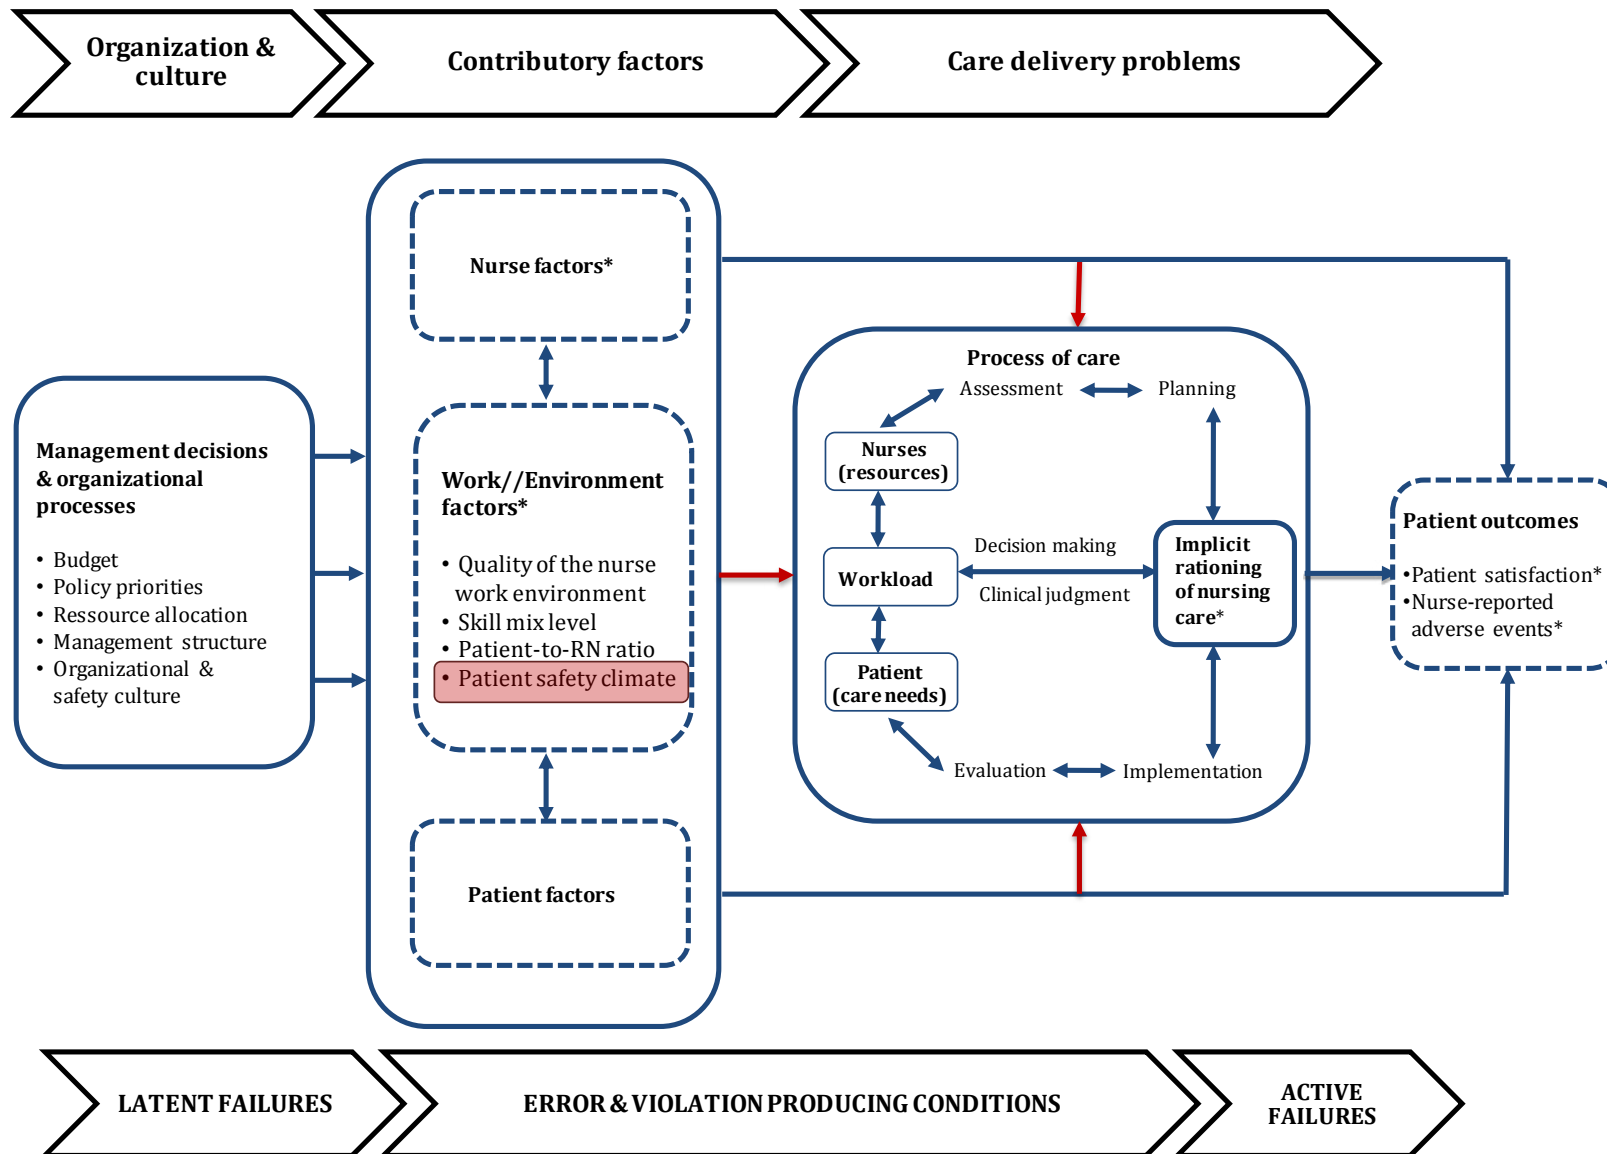 Organization &
culture
Contributory factors
Care delivery problems
Nurse factors*
Management decisions
& organizational
processes
• Budget
• Policy priorities
• Ressource allocation
• Management structure
• Organizational &
safety culture
Work//Environment
factors*
• Quality of the nurse
work environment
• Skill mix level
• Patient-to-RN ratio
• Patient safety climate
Patient factors
Process of care
Assessment
Planning
Nurses
(resources)
Workload
Decision making
Clinical judgment
Implicit
rationing
of nursing
care*
Patient
(care needs)
Evaluation
Implementation
Patient outcomes
•Patient satisfaction*
•Nurse-reported
adverse events*
LATENT FAILURES
ERROR & VIOLATION PRODUCING CONDITIONS
ACTIVE
FAILURES